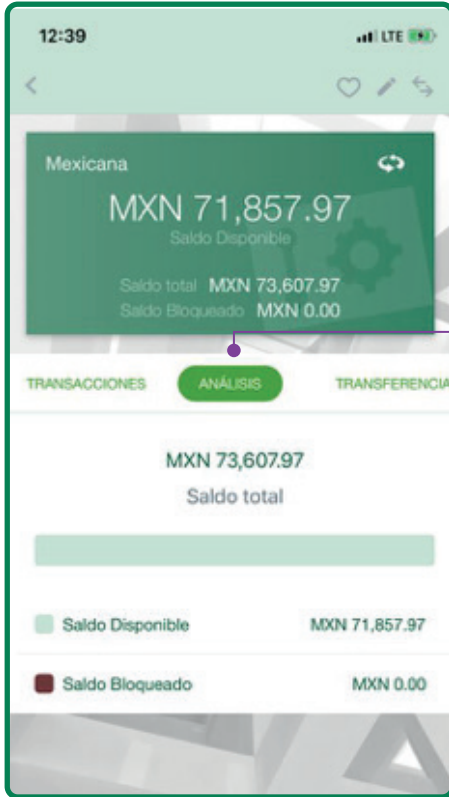 12:39
LTE
Mexicana
MXN 71,857.97
Saldo Disponible
Saldo total MXN 73,607.97
Saldo Bloqueado MXN 0.00
TRANSACCIONES ANÁLISIS TRANSFERENCIA
MXN 73,607.97
Saldo total
Saldo Disponible MXN 71,857.97
Saldo Bloqueado MXN 0.00